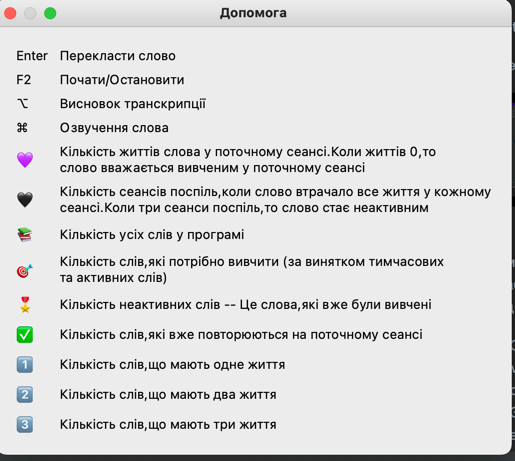 Допомога
Enter Перекласти слово
F2 Почати/Остановити
⌥ Висновок транскрипції
⌘ Озвучення слова
💜 Кількість життів слова у поточному сеансі.Коли життів 0,то
слово вважається вивченим у поточному сеансі
🖤 Кількість сеансів поспіль,коли слово втрачало все життя у кожному
сеансі.Коли три сеанси поспіль,то слово стає неактивним
📚 Кількість усіх слів у програмі
🎯 Кількість слів,які потрібно вивчити (за винятком тимчасових
та активних слів)
🎖 Кількість неактивних слів -- Це слова,які вже були вивчені
✅ Кількість слів,які вже повторюються на поточному сеансі
1️⃣ Кількість слів,що мають одне життя
2️⃣ Кількість слів,що мають два життя
3️⃣ Кількість слів,що мають три життя